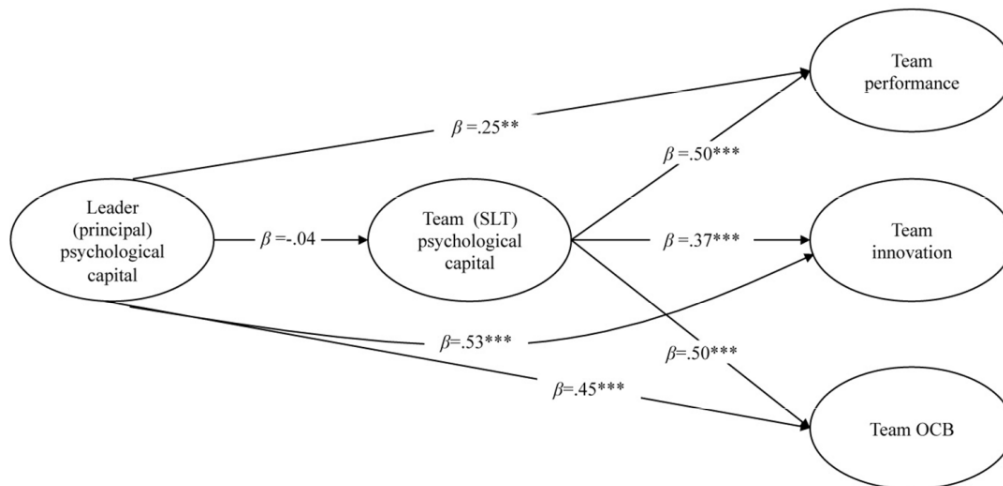 Team
performance
β =.25**
β =.50***
Leader
(principal)
psychological
capital
β =-.04
Team (SLT)
psychological
capital
β =.37***
Team
innovation
β=.53***
β=.50***
β=.45***
Team OCB